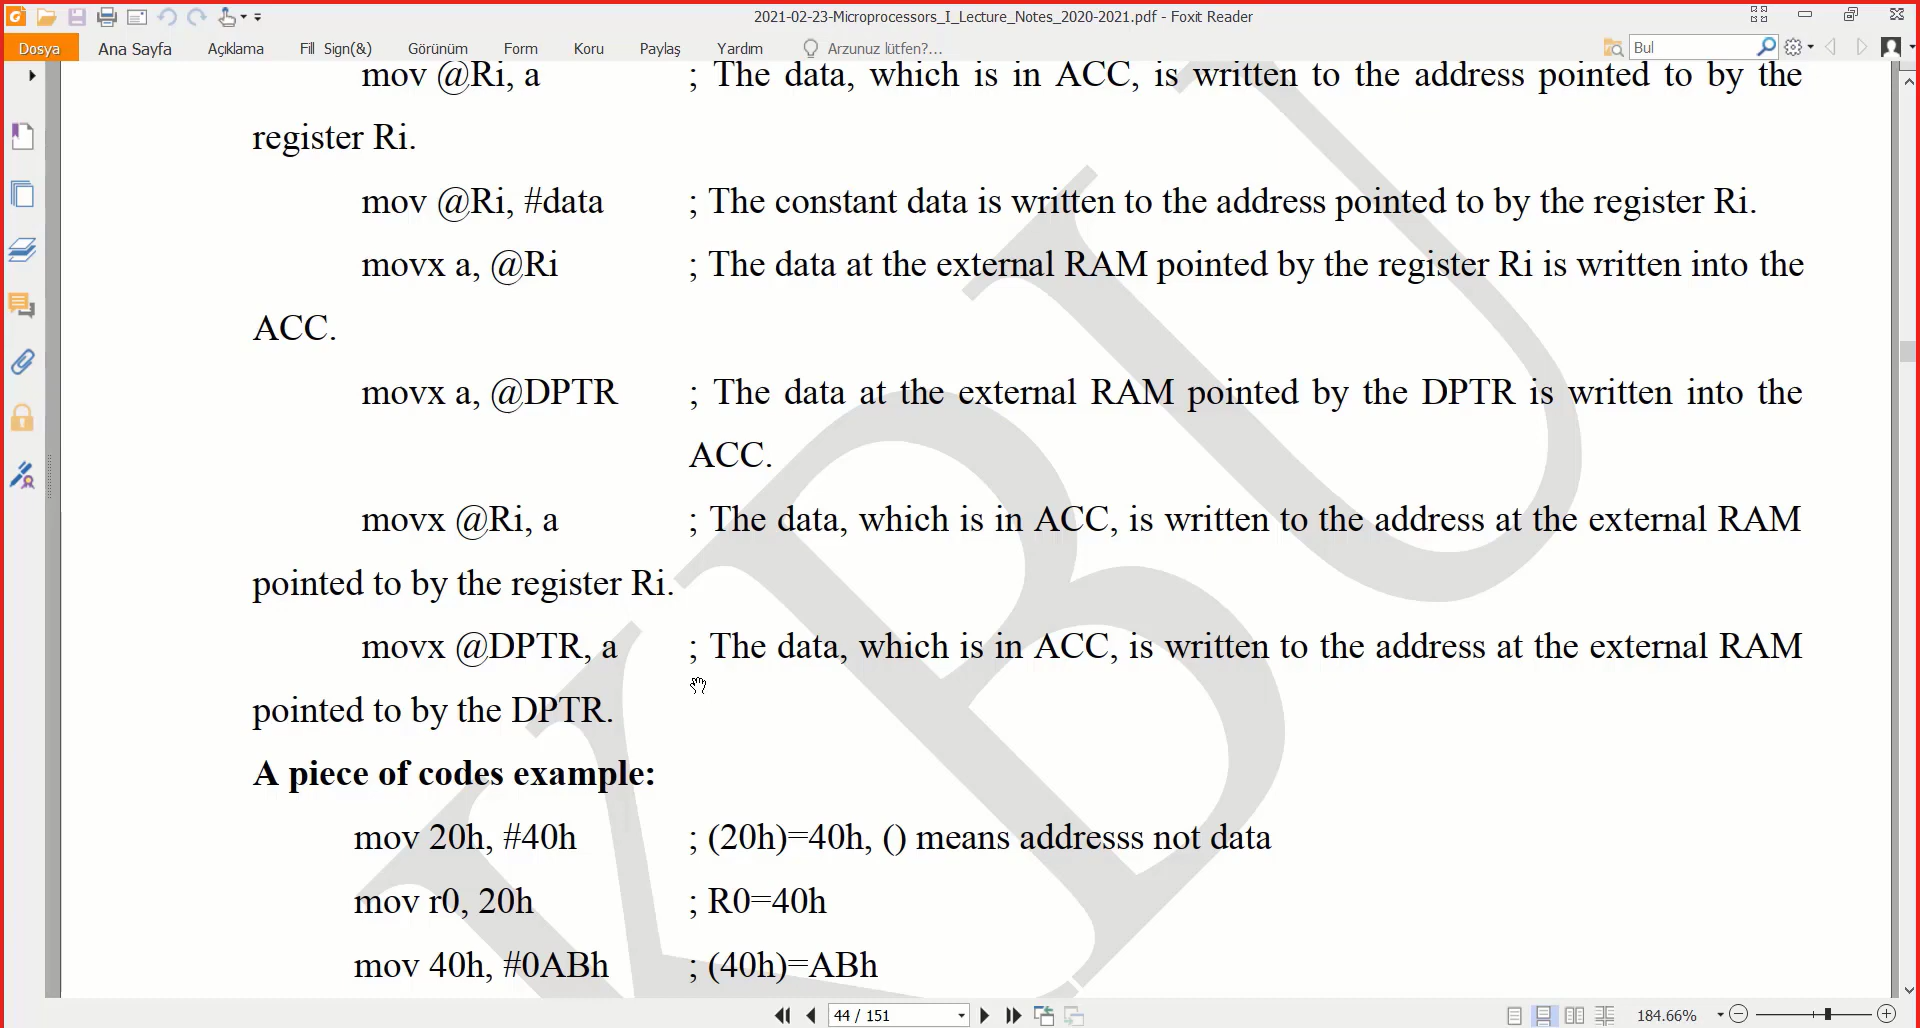 2021-02-23-Microprocessors_I_Lecture_Notes_2020-2021.pdf - Foxit Reader
Dosya Ana Sayfa Açıklama Fill Sign(&) Görünüm Form Koru Paylaş Yardım Arzunuz lütfen?... Bul
mov @Ri, a ; The data, which is in ACC, is written to the address pointed to by the
register Ri.
mov @Ri, #data ; The constant data is written to the address pointed to by the register Ri.
movx a, @Ri ; The data at the external RAM pointed by the register Ri is written into the
ACC.
movx a, @DPTR ; The data at the external RAM pointed by the DPTR is written into the
ACC.
movx @Ri, a ; The data, which is in ACC, is written to the address at the external RAM
pointed to by the register Ri.
movx @DPTR, a ; The data, which is in ACC, is written to the address at the external RAM
pointed to by the DPTR.
A piece of codes example:
mov 20h, #40h ; (20h)=40h, () means addresss not data
mov r0, 20h ; R0=40h
mov 40h, #0ABh ; (40h)=ABh
KBU
44 / 151 184.66%